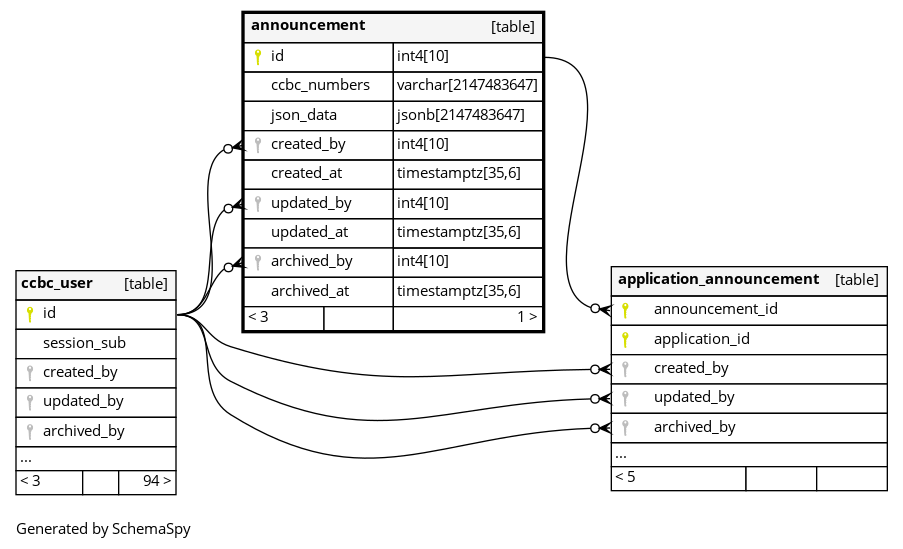 announcement [table]
id int4[10]
ccbc_numbers varchar[2147483647]
json_data jsonb[2147483647]
created_by int4[10]
created_at timestamptz[35,6]
updated_by int4[10]
updated_at timestamptz[35,6]
archived_by int4[10]
archived_at timestamptz[35,6]
< 3 1 >
ccbc_user [table]
id
session_sub
created_by
updated_by
archived_by
...
< 3 94 >
application_announcement [table]
announcement_id
application_id
created_by
updated_by
archived_by
...
< 5
Generated by SchemaSpy